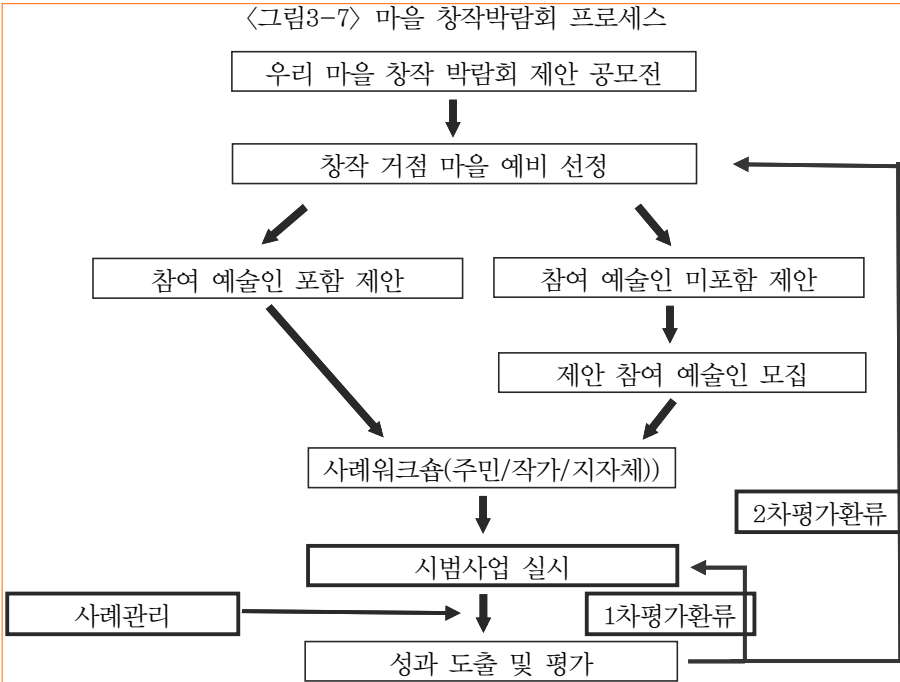 〈그림3-7〉 마을 창작박람회 프로세스
우리 마을 창작 박람회 제안 공모전
창작 거점 마을 예비 선정
참여 예술인 포함 제안
참여 예술인 미포함 제안
제안 참여 예술인 모집
사례워크숍(주민/작가/지자체))
2차평가환류
시범사업 실시
사례관리
1차평가환류
성과 도출 및 평가